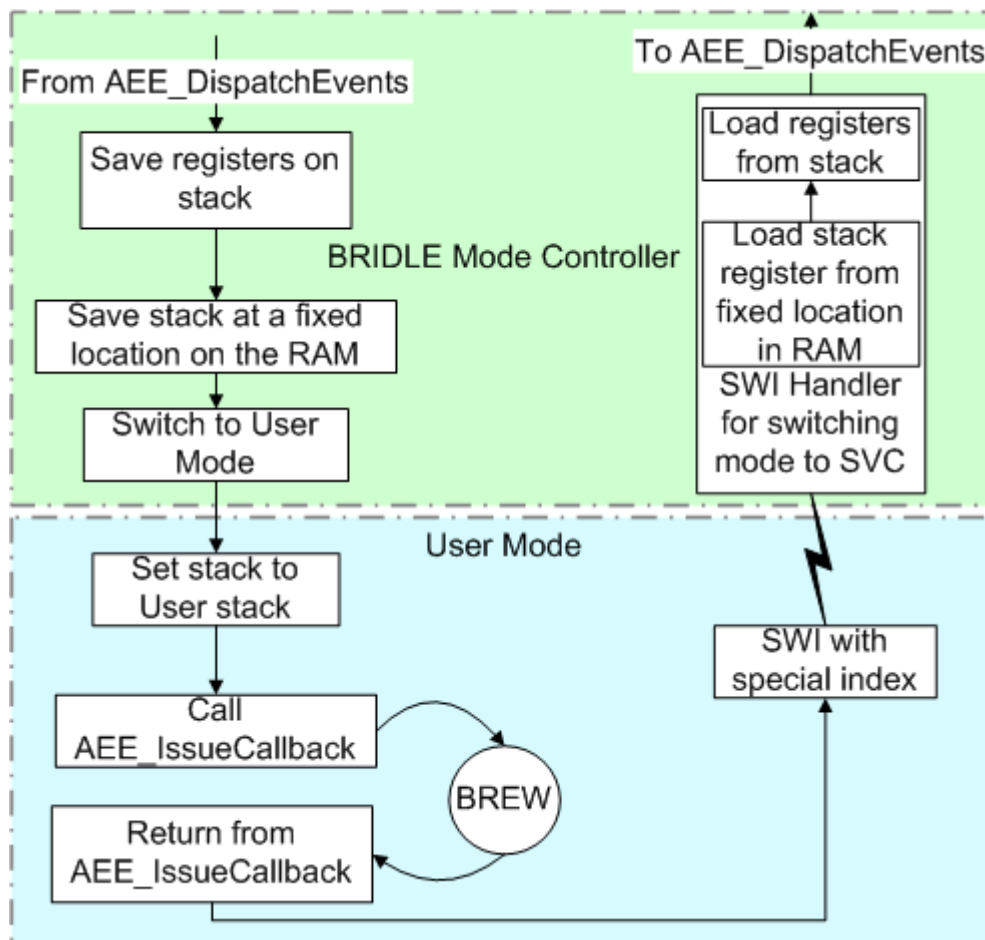 From AEE_DispatchEvents
Save registers on
stack
BRIDLE Mode Controller
Save stack at a fixed
location on the RAM
Switch to User
Mode
To AEE_DispatchEvents
Load registers
from stack
Load stack
register from
fixed location
in RAM
SWI Handler
for switching
mode to SVC
User Mode
Set stack to
User stack
Call
AEE_IssueCallback
BREW
Return from
AEE_IssueCallback
SWI with
special index